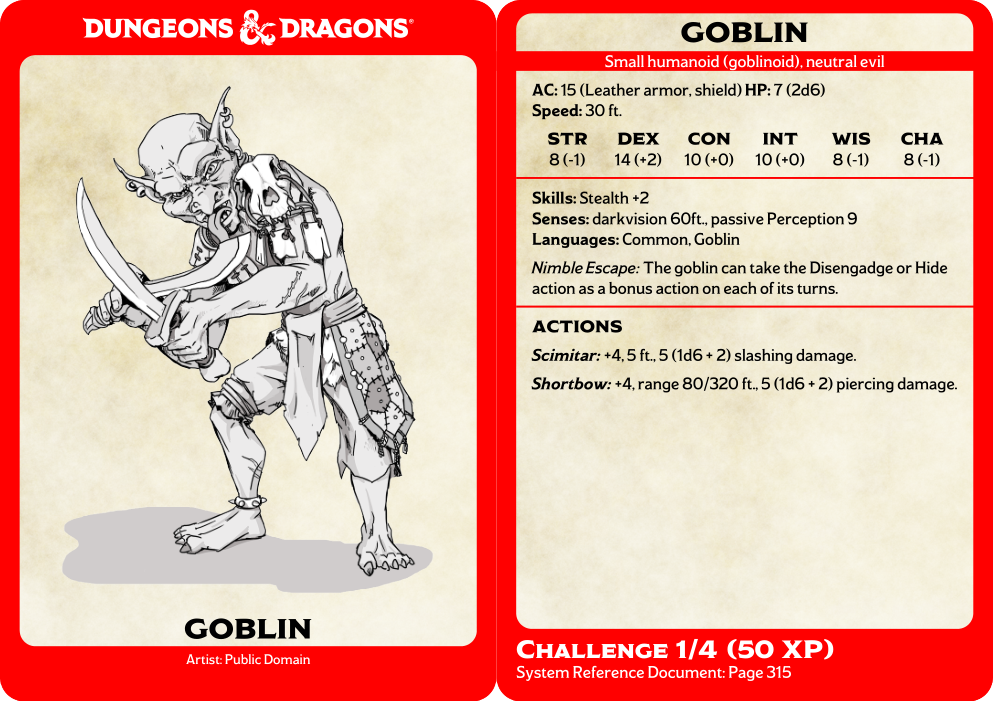 DUNGEONS & DRAGONS®
GOBLIN
Artist: Public Domain
GOBLIN
Small humanoid (goblinoid), neutral evil
AC: 15 (Leather armor, shield) HP: 7 (2d6)
Speed: 30 ft.
STR DEX CON INT WIS CHA
8 (-1) 14 (+2) 10 (+0) 10 (+0) 8 (-1) 8 (-1)
Skills: Stealth +2
Senses: darkvision 60ft., passive Perception 9
Languages: Common, Goblin
Nimble Escape: The goblin can take the Disengadge or Hide
action as a bonus action on each of its turns.
ACTIONS
Scimitar: +4, 5 ft., 5 (1d6 + 2) slashing damage.
Shortbow: +4, range 80/320 ft., 5 (1d6 + 2) piercing damage.
Challenge 1/4 (50 XP)
System Reference Document: Page 315